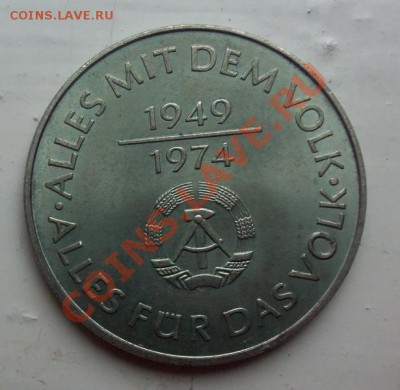 COINS.LAVE.RU
ALLES MIT DEM VOLK · ALLES FÜR DAS VOLK ·
1949
1974
COINS.LAVE.RU